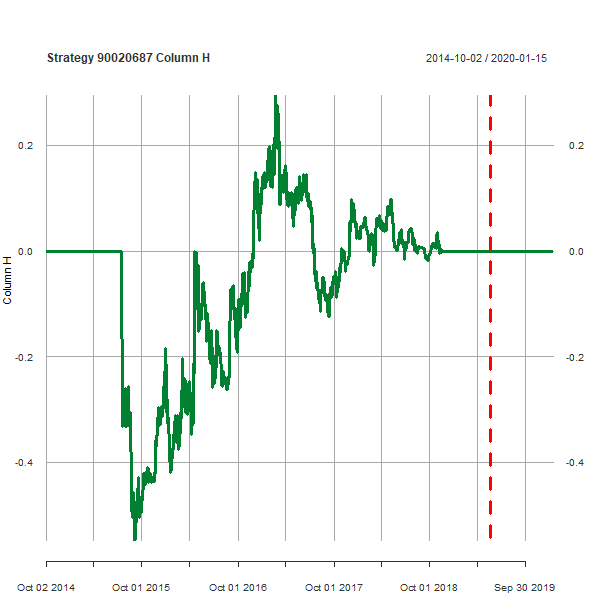 Strategy 90020687 Column H
2014-10-02 / 2020-01-15
0.2
0.2
0.0
0.0
-0.2
-0.2
-0.4
-0.4
Column H
Oct 02 2014
Oct 01 2015
Oct 01 2016
Oct 01 2017
Oct 01 2018
Sep 30 2019